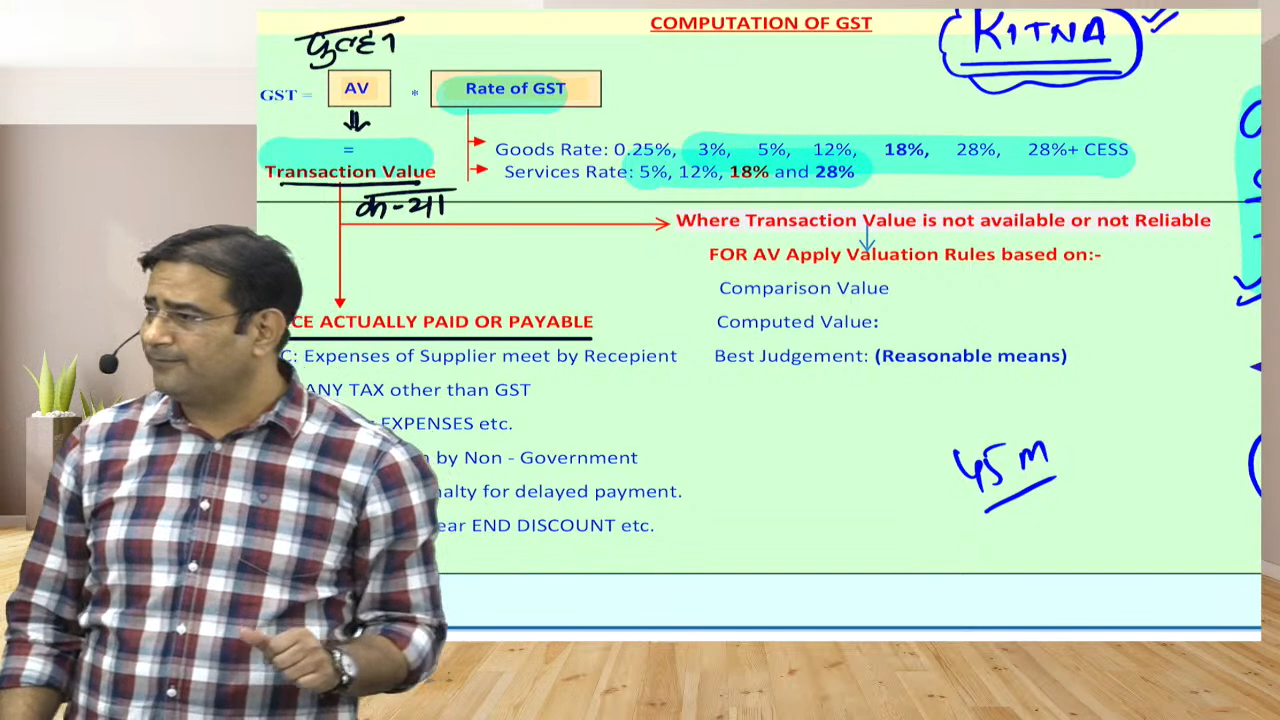 COMPUTATION OF GST
KITNA
GST = AV * Rate of GST
=
Transaction Value
Goods Rate: 0.25%, 3%, 5%, 12%, 18%, 28%, 28%+ CESS
Services Rate: 5%, 12%, 18% and 28%
Where Transaction Value is not available or not Reliable
FOR AV Apply Valuation Rules based on:-
Comparison Value
Computed Value:
Best Judgement: (Reasonable means)
CE ACTUALLY PAID OR PAYABLE
C: Expenses of Supplier meet by Recepient
ANY TAX other than GST
EXPENSES etc.
by Non - Government
nalty for delayed payment.
ear END DISCOUNT etc.
45 m